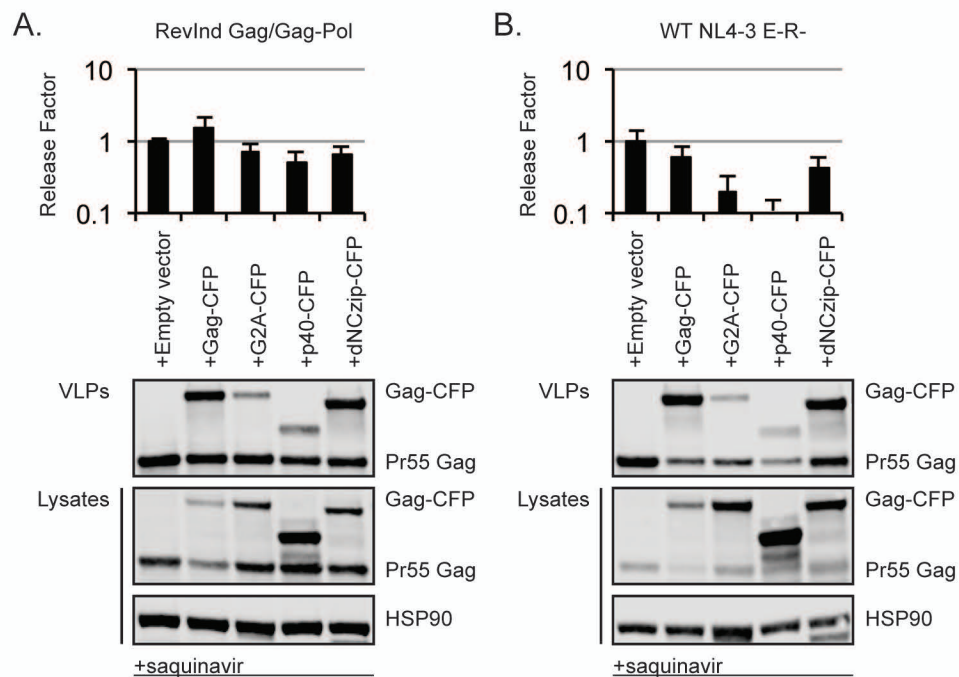 A.
RevInd Gag/Gag-Pol
Release Factor
10
1
0.1
+Empty vector
+Gag-CFP
+G2A-CFP
+p40-CFP
+dNCzip-CFP
VLPs
Gag-CFP
Pr55 Gag
Lysates
Gag-CFP
Pr55 Gag
HSP90
+saquinavir
B.
WT NL4-3 E-R-
Release Factor
10
1
0.1
+Empty vector
+Gag-CFP
+G2A-CFP
+p40-CFP
+dNCzip-CFP
VLPs
Gag-CFP
Pr55 Gag
Lysates
Gag-CFP
Pr55 Gag
HSP90
+saquinavir